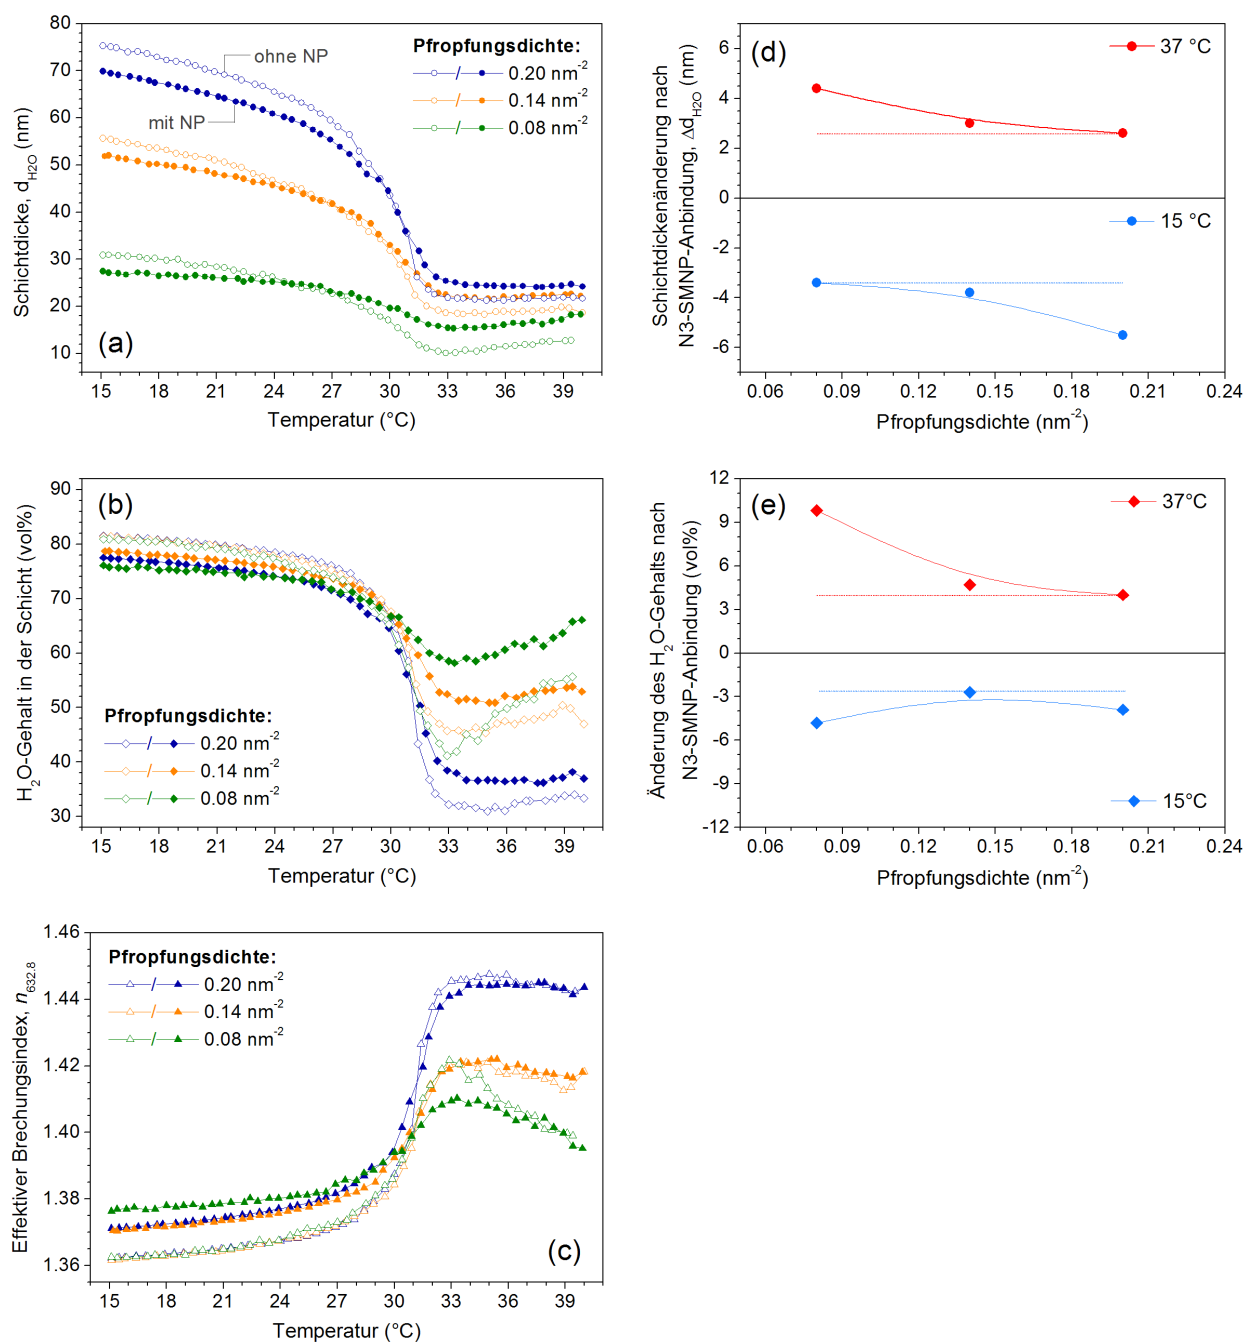 80
70
60
50
40
30
20
10
Schichtdicke, d_H2O (nm)
ohne NP
mit NP
Pfropfungsdichte:
/ 0.20 nm⁻²
/ 0.14 nm⁻²
/ 0.08 nm⁻²
(a)
15 18 21 24 27 30 33 36 39
Temperatur (°C)
6
4
2
0
-2
-4
-6
Schichdickenänderung nach
N3-SMNP-Anbindung, Δd_H2O (nm)
(d)
37 °C
15 °C
0.06 0.09 0.12 0.15 0.18 0.21 0.24
Pfropfungsdichte (nm⁻²)
90
80
70
60
50
40
30
H₂O-Gehalt in der Schicht (vol%)
(b)
Pfropfungsdichte:
/ 0.20 nm⁻²
/ 0.14 nm⁻²
/ 0.08 nm⁻²
15 18 21 24 27 30 33 36 39
Temperatur (°C)
12
9
6
3
0
-3
-6
-9
-12
Änderung des H₂O-Gehalts nach
N3-SMNP-Anbindung (vol%)
(e)
37°C
15°C
0.06 0.09 0.12 0.15 0.18 0.21 0.24
Pfropfungsdichte (nm⁻²)
1.46
1.44
1.42
1.40
1.38
1.36
Effektiver Brechungsindex, n_632.8
Pfropfungsdichte:
/ 0.20 nm⁻²
/ 0.14 nm⁻²
/ 0.08 nm⁻²
(c)
15 18 21 24 27 30 33 36 39
Temperatur (°C)